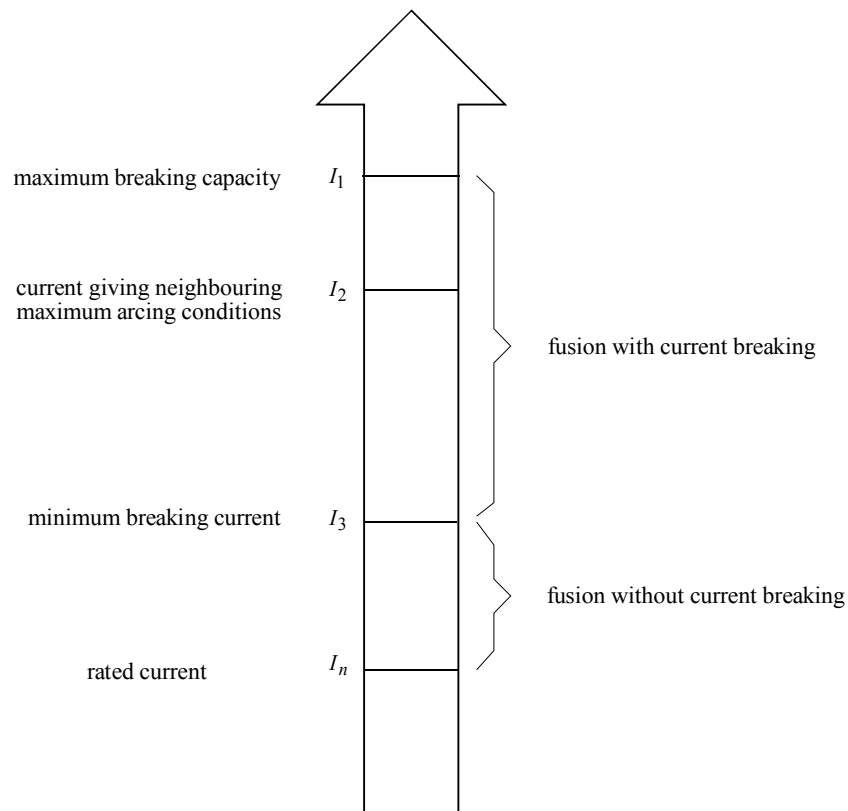 maximum breaking capacity I1
current giving neighbouring I2
maximum arcing conditions
fusion with current breaking
minimum breaking current I3
fusion without current breaking
rated current In